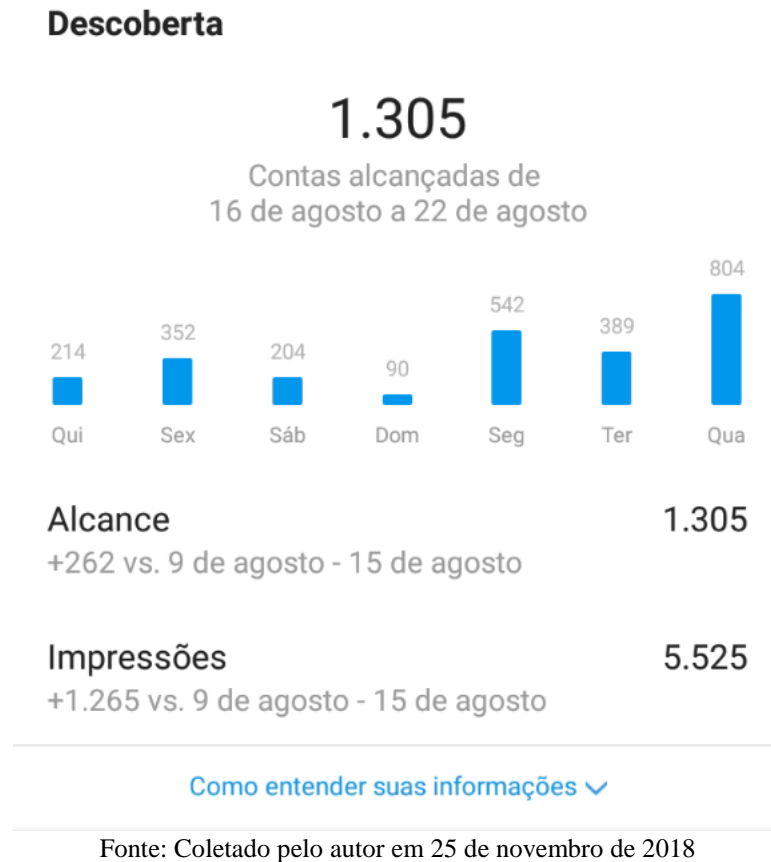 Descoberta
1.305
Contas alcançadas de
16 de agosto a 22 de agosto
214 352 204 90 542 389 804
Qui Sex Sáb Dom Seg Ter Qua
Alcance 1.305
+262 vs. 9 de agosto - 15 de agosto
Impressões 5.525
+1.265 vs. 9 de agosto - 15 de agosto
Como entender suas informações
Fonte: Coletado pelo autor em 25 de novembro de 2018